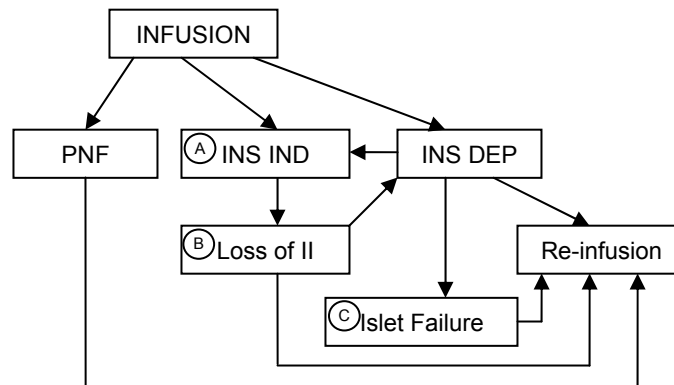 INFUSION
PNF
A INS IND
INS DEP
B Loss of II
Re-infusion
C Islet Failure